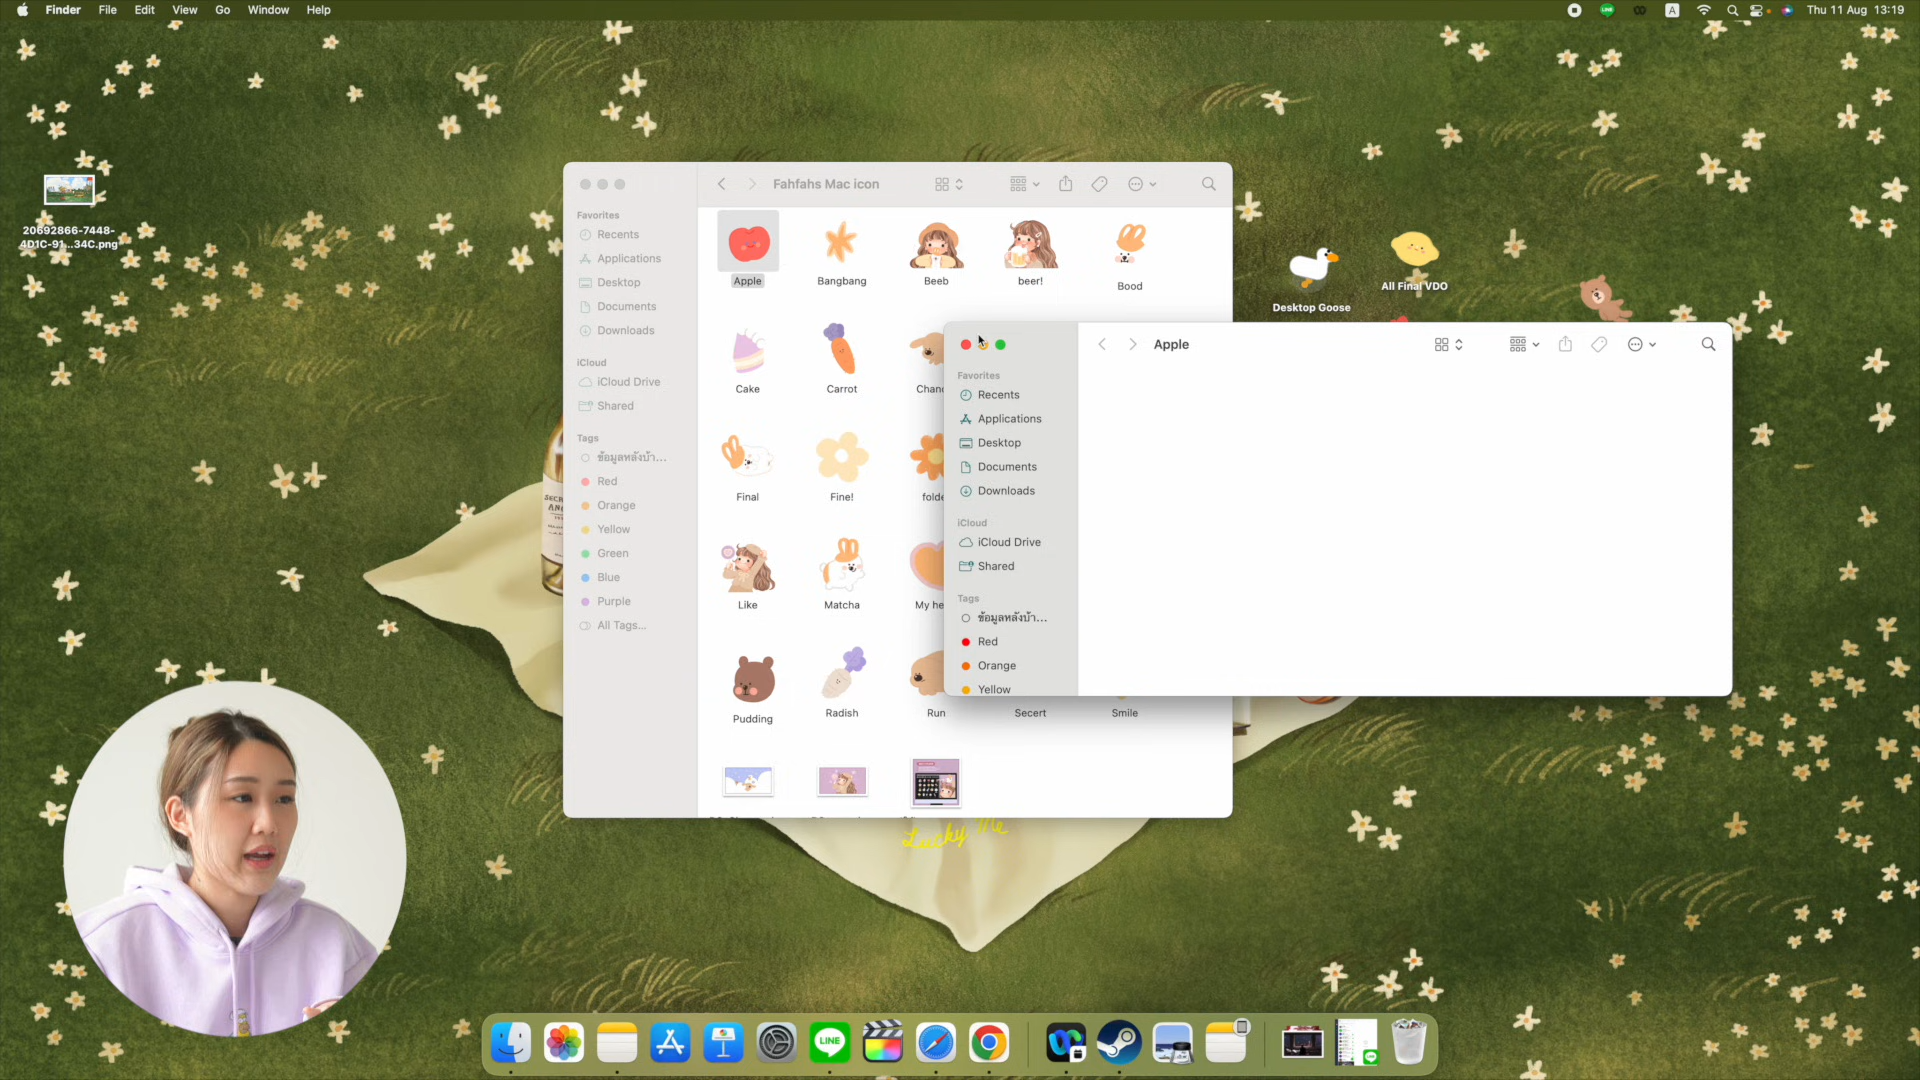 Finder File Edit View Go Window Help
A Thu 11 Aug 13:19
20692866-7448-
4D1C-91...34C.png
Fahfahs Mac icon
Favorites
Recents
Applications
Desktop
Documents
Downloads
iCloud
iCloud Drive
Shared
Tags
ข้อมูลหลังบ้า...
Red
Orange
Yellow
Green
Blue
Purple
All Tags...
Apple
Bangbang
Beeb
beer!
Bood
Cake
Carrot
Final
Fine!
Like
Matcha
Pudding
Radish
Run
Secert
Smile
Desktop Goose
All Final VDO
Apple
Favorites
Recents
Applications
Desktop
Documents
Downloads
iCloud
iCloud Drive
Shared
Tags
ข้อมูลหลังบ้า...
Red
Orange
Yellow
Lucky Me
LINE